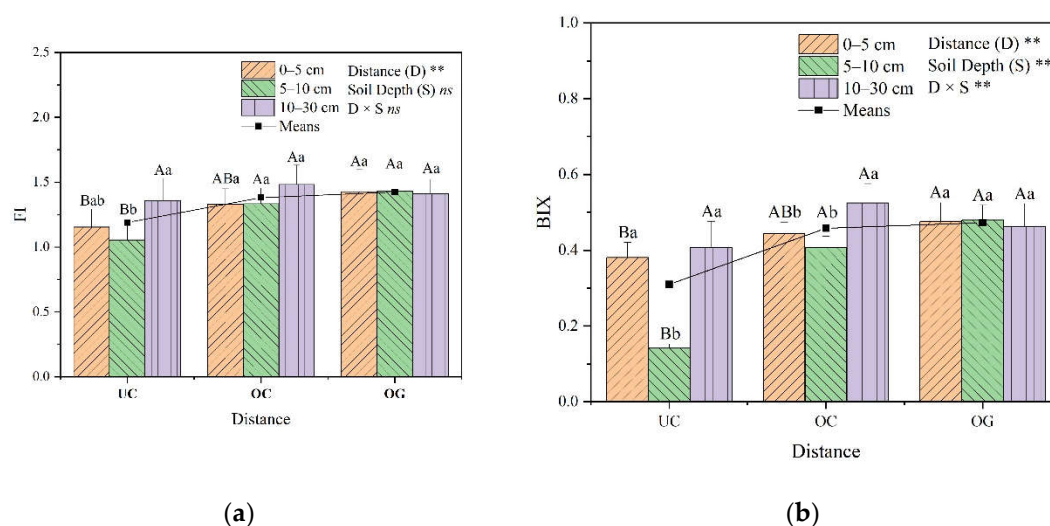 2.5
2.0
1.5
1.0
0.5
0.0
FI
0–5 cm Distance (D) **
5–10 cm Soil Depth (S) ns
10–30 cm D × S ns
Means
Bab Bb Aa
ABa Aa Aa
Aa Aa Aa
UC OC OG
Distance
(a)
1.0
0.8
0.6
0.4
0.2
0.0
BIX
0–5 cm Distance (D) **
5–10 cm Soil Depth (S) **
10–30 cm D × S **
Means
Ba Bb Aa
ABb Ab Aa
Aa Aa Aa
UC OC OG
Distance
(b)